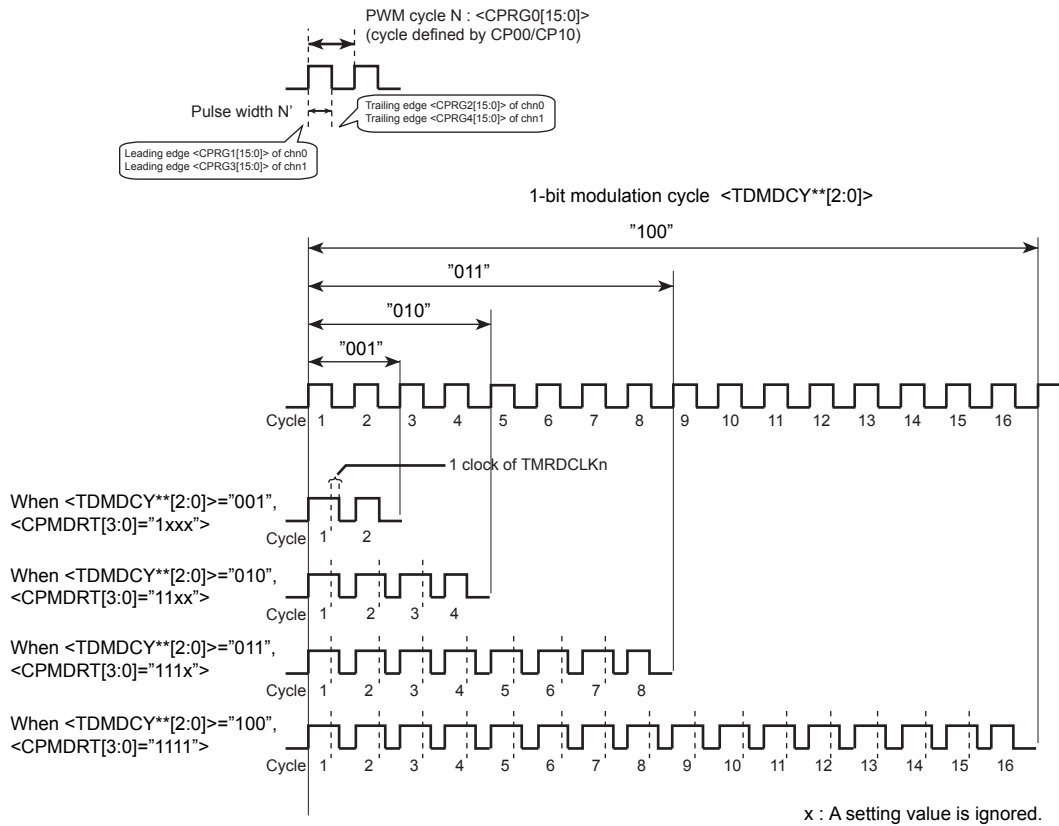 PWM cycle N : <CPRG0[15:0]>
(cycle defined by CP00/CP10)
Pulse width N’
Trailing edge <CPRG2[15:0]> of chn0
Trailing edge <CPRG4[15:0]> of chn1
Leading edge <CPRG1[15:0]> of chn0
Leading edge <CPRG3[15:0]> of chn1
1-bit modulation cycle <TDMDCY**[2:0]>
”100”
”011”
”010”
”001”
Cycle 1 2 3 4 5 6 7 8 9 10 11 12 13 14 15 16
1 clock of TMRDCLKn
When <TDMDCY**[2:0]>=”001”,
<CPMDRT[3:0]=”1xxx”>
Cycle 1 2
When <TDMDCY**[2:0]>=”010”,
<CPMDRT[3:0]=”11xx”>
Cycle 1 2 3 4
When <TDMDCY**[2:0]>=”011”,
<CPMDRT[3:0]=”111x”>
Cycle 1 2 3 4 5 6 7 8
When <TDMDCY**[2:0]>=”100”,
<CPMDRT[3:0]=”1111”>
Cycle 1 2 3 4 5 6 7 8 9 10 11 12 13 14 15 16
x : A setting value is ignored.